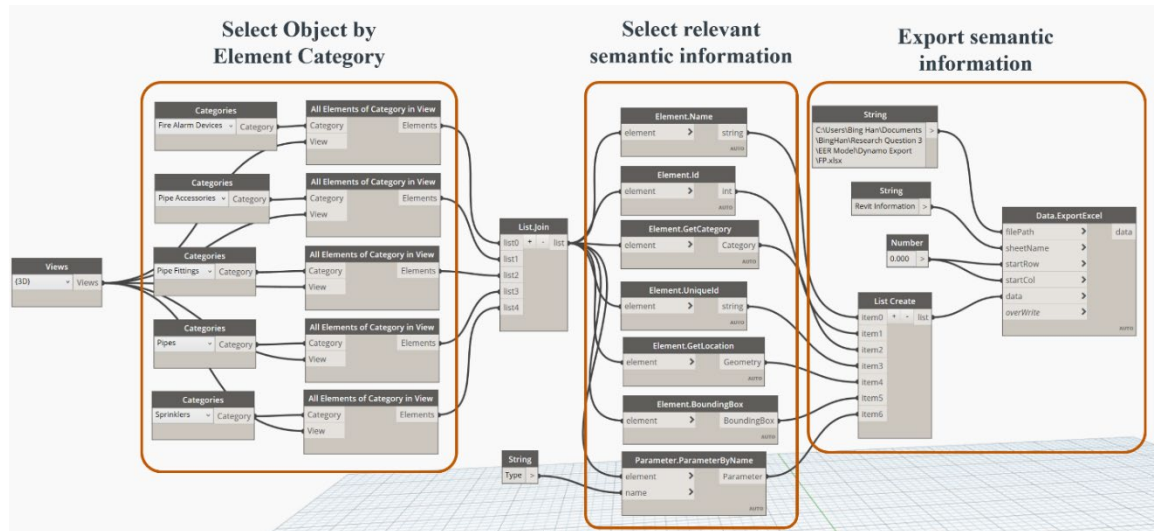 Select Object by
Element Category
Select relevant
semantic information
Export semantic
information
Views
{3D}
Views
Categories
Fire Alarm Devices
Category
All Elements of Category in View
Category
Elements
View
Categories
Pipe Accessories
Category
All Elements of Category in View
Category
Elements
View
Categories
Pipe Fittings
Category
All Elements of Category in View
Category
Elements
View
Categories
Pipes
Category
All Elements of Category in View
Category
Elements
View
Categories
Sprinklers
Category
All Elements of Category in View
Category
Elements
View
List.Join
list0 + - list
list1
list2
list3
list4
String
Type >
Element.Name
element > string
AUTO
Element.Id
element > int
AUTO
Element.GetCategory
element > Category
AUTO
Element.UniqueId
element > string
AUTO
Element.GetLocation
element > Geometry
AUTO
Element.BoundingBox
element > BoundingBox
AUTO
Parameter.ParameterByName
element > Parameter
name >
AUTO
String
C:\Users\Bing Han\Documents >
\BingHan\Research Question 3
\EER Model\Dynamo Export
\FP.xlsx
String
Revit Information >
Number
0.000 >
List Create
item0 + - list
item1
item2
item3
item4
item5
item6
Data.ExportExcel
filePath > data
sheetName >
startRow >
startCol >
data >
overWrite >
AUTO